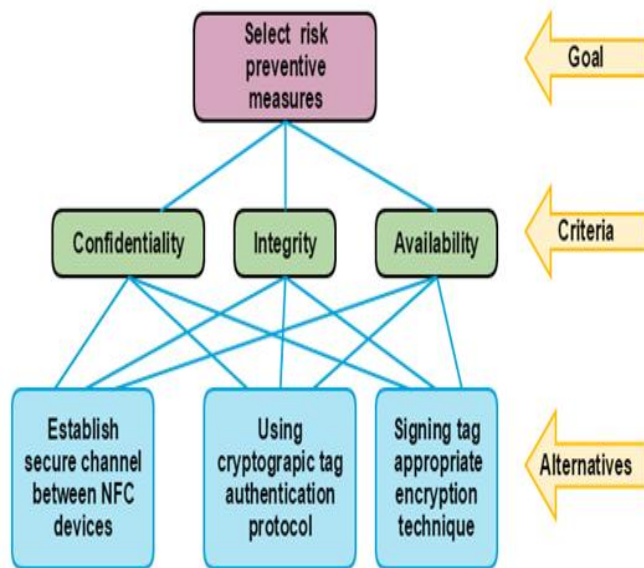 Select risk
preventive
measures
Goal
Confidentiality
Integrity
Availability
Criteria
Establish
secure channel
between NFC
devices
Using
cryptograpic tag
authentication
protocol
Signing tag
appropriate
encryption
technique
Alternatives